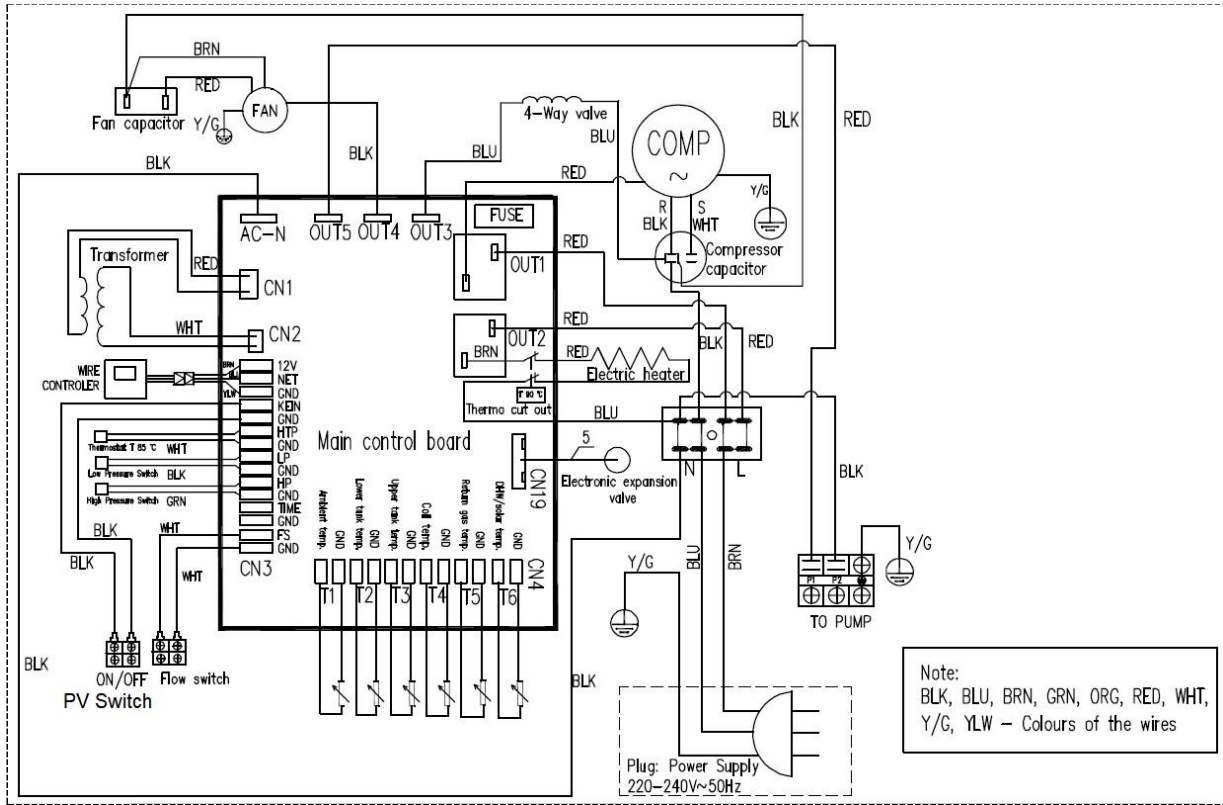 BRN
RED
Fan capacitor
Y/G
FAN
BLK
BLK
BLU
4-Way valve
BLU
RED
COMP
~
R
BLK
S
WHT
Y/G
BLK
RED
Compressor
capacitor
AC-N
OUT5
OUT4
OUT3
FUSE
OUT1
RED
Transformer
RED
CN1
WHT
CN2
OUT2
RED
BRN
RED
Electric heater
T 90 ℃
Thermo cut out
BLU
BLK
RED
WIRE
CONTROLER
BRN
BLU
YLW
12V
NET
GND
KEIN
GND
HTP
GND
LP
GND
HP
GND
TIME
GND
FS
GND
CN3
Thermostat T 85 ℃
WHT
Low Pressure Switch
BLK
High Pressure Switch
GRN
Main control board
CN19
5
Electronic expansion
valve
N
L
BLK
Ambient temp.
GND
Lower tank temp.
GND
Upper tank temp.
GND
Coil temp.
GND
Return gas temp.
GND
DHW/solar temp.
GND
CN4
T1
T2
T3
T4
T5
T6
BLK
WHT
BLK
WHT
ON/OFF
PV Switch
Flow switch
BLK
BLK
Y/G
BLU
BRN
P1
P2
Y/G
TO PUMP
Plug: Power Supply
220-240V~50Hz
Note:
BLK, BLU, BRN, GRN, ORG, RED, WHT,
Y/G, YLW - Colours of the wires